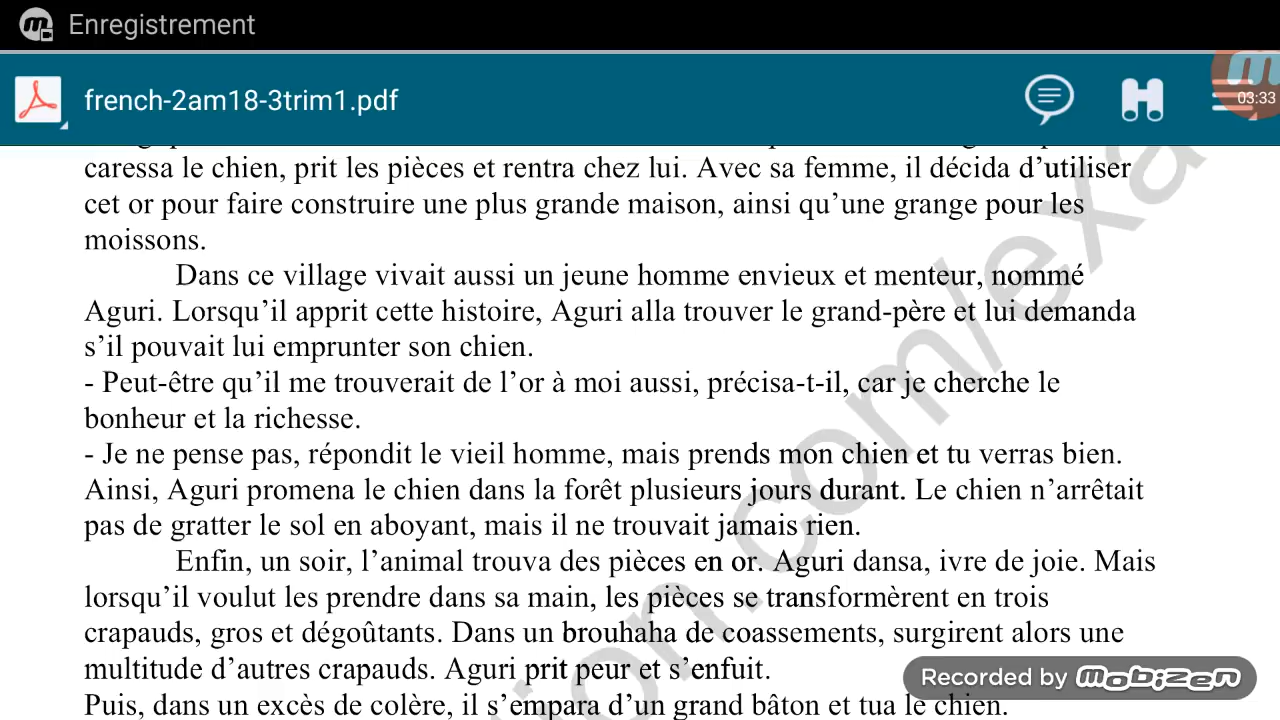 Enregistrement
french-2am18-3trim1.pdf
03:33
caressa le chien, prit les pièces et rentra chez lui. Avec sa femme, il décida d’utiliser
cet or pour faire construire une plus grande maison, ainsi qu’une grange pour les
moissons.
Dans ce village vivait aussi un jeune homme envieux et menteur, nommé
Aguri. Lorsqu’il apprit cette histoire, Aguri alla trouver le grand-père et lui demanda
s’il pouvait lui emprunter son chien.
- Peut-être qu’il me trouverait de l’or à moi aussi, précisa-t-il, car je cherche le
bonheur et la richesse.
- Je ne pense pas, répondit le vieil homme, mais prends mon chien et tu verras bien.
Ainsi, Aguri promena le chien dans la forêt plusieurs jours durant. Le chien n’arrêtait
pas de gratter le sol en aboyant, mais il ne trouvait jamais rien.
Enfin, un soir, l’animal trouva des pièces en or. Aguri dansa, ivre de joie. Mais
lorsqu’il voulut les prendre dans sa main, les pièces se transformèrent en trois
crapauds, gros et dégoûtants. Dans un brouhaha de coassements, surgirent alors une
multitude d’autres crapauds. Aguri prit peur et s’enfuit.
Puis, dans un excès de colère, il s’empara d’un grand bâton et tua le chien.
Recorded by mobizen
ion.com/exa